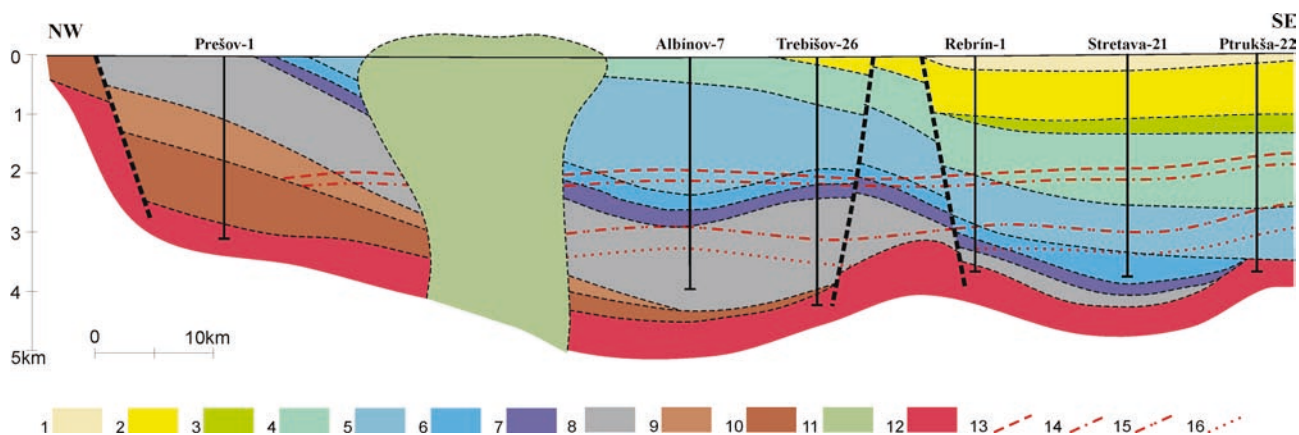 NW
SE
Prešov-1 Albínov-7 Trebišov-26 Rebrín-1 Stretava-21 Ptrukša-22
0
1
2
3
4
5km
0 10km
1 2 3 4 5 6 7 8 9 10 11 12 13 14 15 16